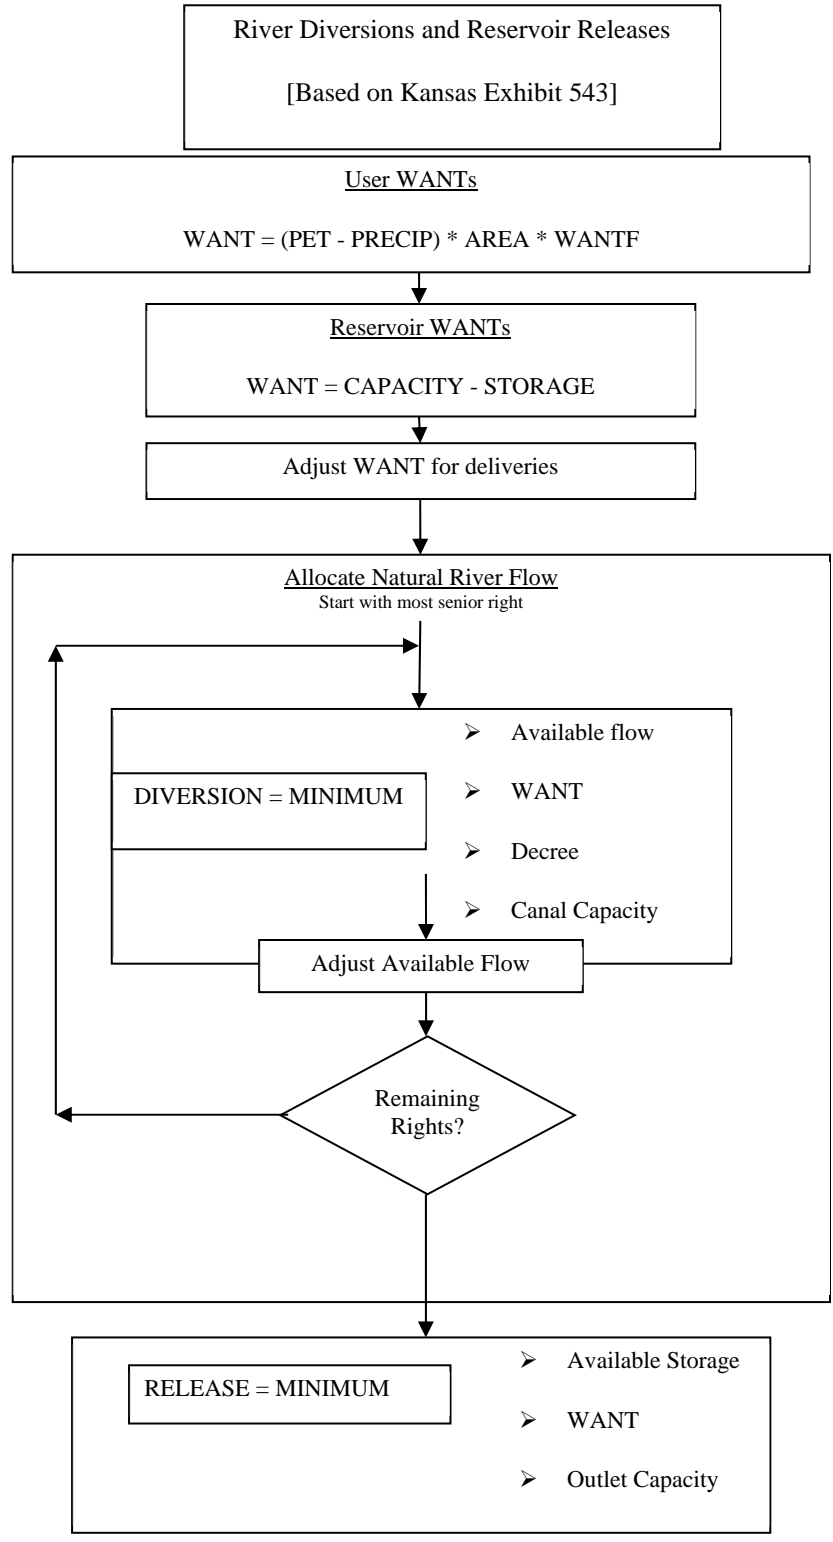 River Diversions and Reservoir Releases
[Based on Kansas Exhibit 543]
User WANTs
WANT = (PET - PRECIP) * AREA * WANTF
Reservoir WANTs
WANT = CAPACITY - STORAGE
Adjust WANT for deliveries
Allocate Natural River Flow
Start with most senior right
DIVERSION = MINIMUM
➢ Available flow
➢ WANT
➢ Decree
➢ Canal Capacity
Adjust Available Flow
Remaining
Rights?
RELEASE = MINIMUM
➢ Available Storage
➢ WANT
➢ Outlet Capacity